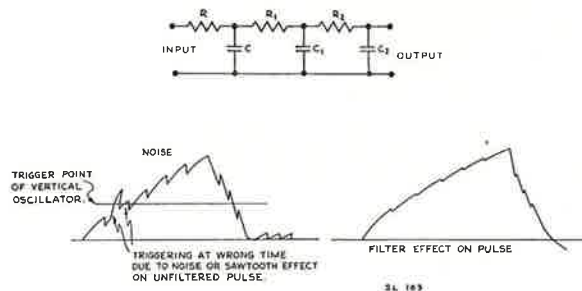 R R1 R2
INPUT C C1 C2 OUTPUT
NOISE
TRIGGER POINT
OF VERTICAL
OSCILLATOR.
TRIGGERING AT WRONG TIME
DUE TO NOISE OR SAWTOOTH EFFECT
ON UNFILTERED PULSE.
FILTER EFFECT ON PULSE
SL 165